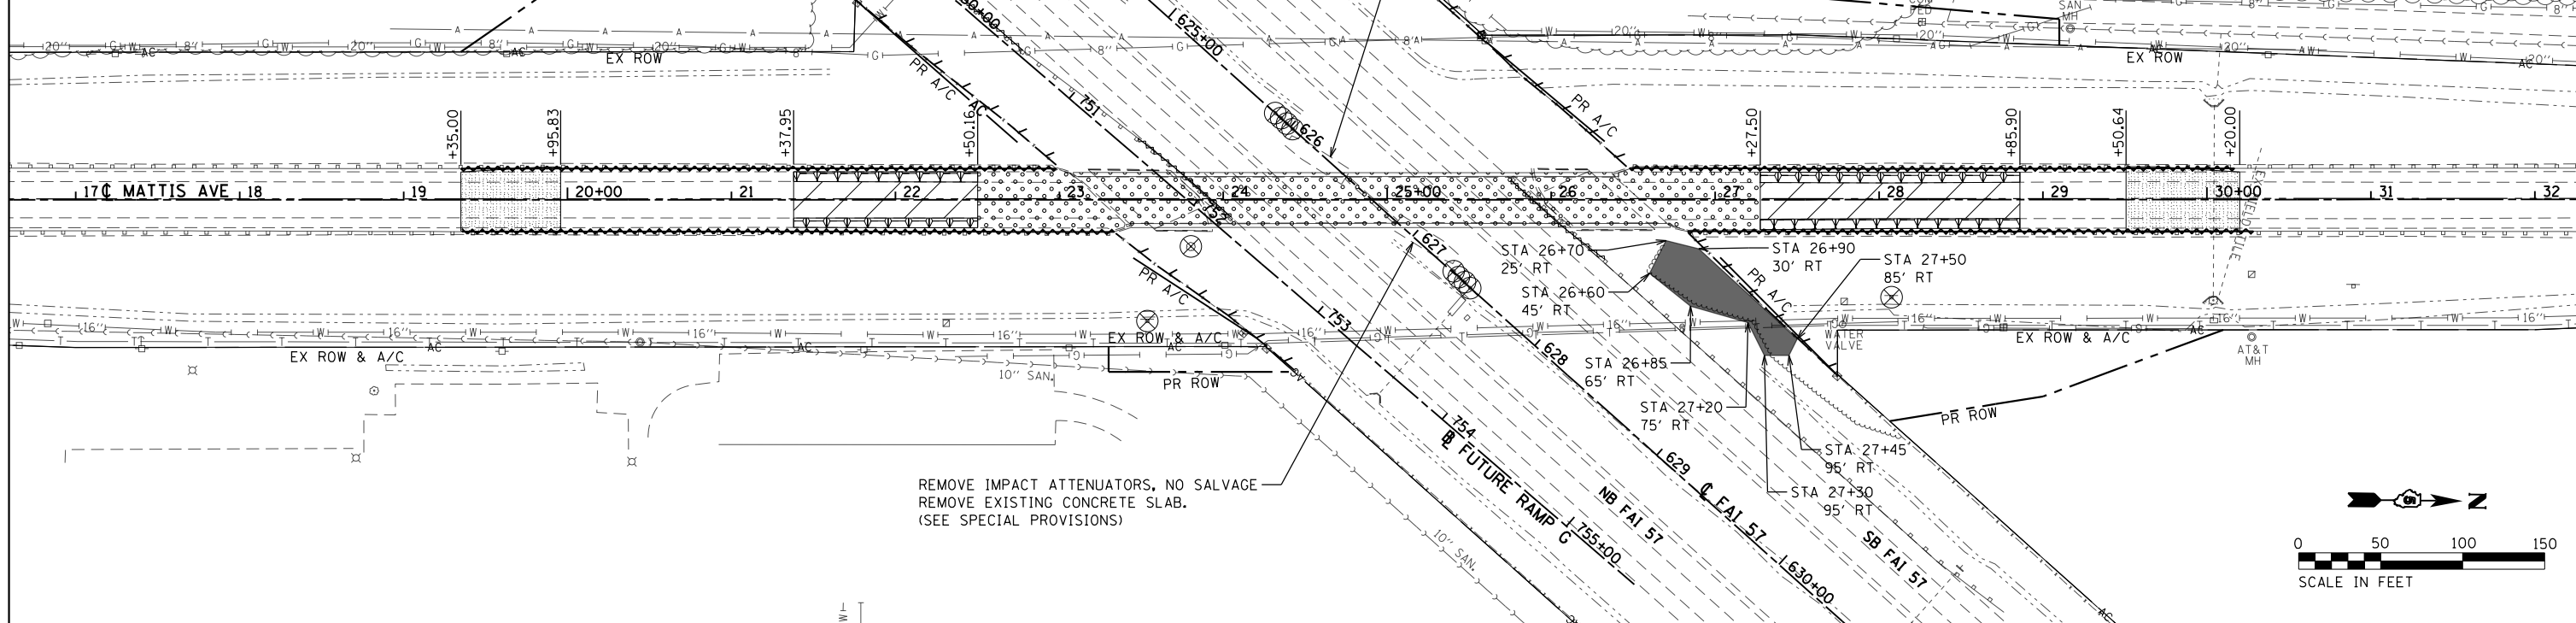 SAN
MH
EX ROW
EX ROW
PR A/C
AC
PR A/C
30+00
625+00
751
626
+35.00
+95.83
+37.95
+50.16
+27.50
+85.90
+50.64
+20.00
17 ℄ MATTIS AVE 18 19 20+00 21 22 23 24 25+00 26 27 28 29 30+00 31 32
752
627
STA 26+70
25' RT
STA 26+90
30' RT
STA 27+50
85' RT
STA 26+60
45' RT
PR A/C
PR A/C
753
628
WATER
VALVE
EX ROW & A/C
EX ROW & A/C
EX ROW & A/C
AT&T
MH
STA 26+85
65' RT
10" SAN.
PR ROW
STA 27+20
75' RT
PR ROW
754
STA 27+45
95' RT
629
STA 27+30
95' RT
REMOVE IMPACT ATTENUATORS, NO SALVAGE
REMOVE EXISTING CONCRETE SLAB.
(SEE SPECIAL PROVISIONS)
℄ FUTURE RAMP G
755+00
NB FAI 57
℄ FAI 57
630+00
SB FAI 57
10" SAN.
N
0 50 100 150
SCALE IN FEET